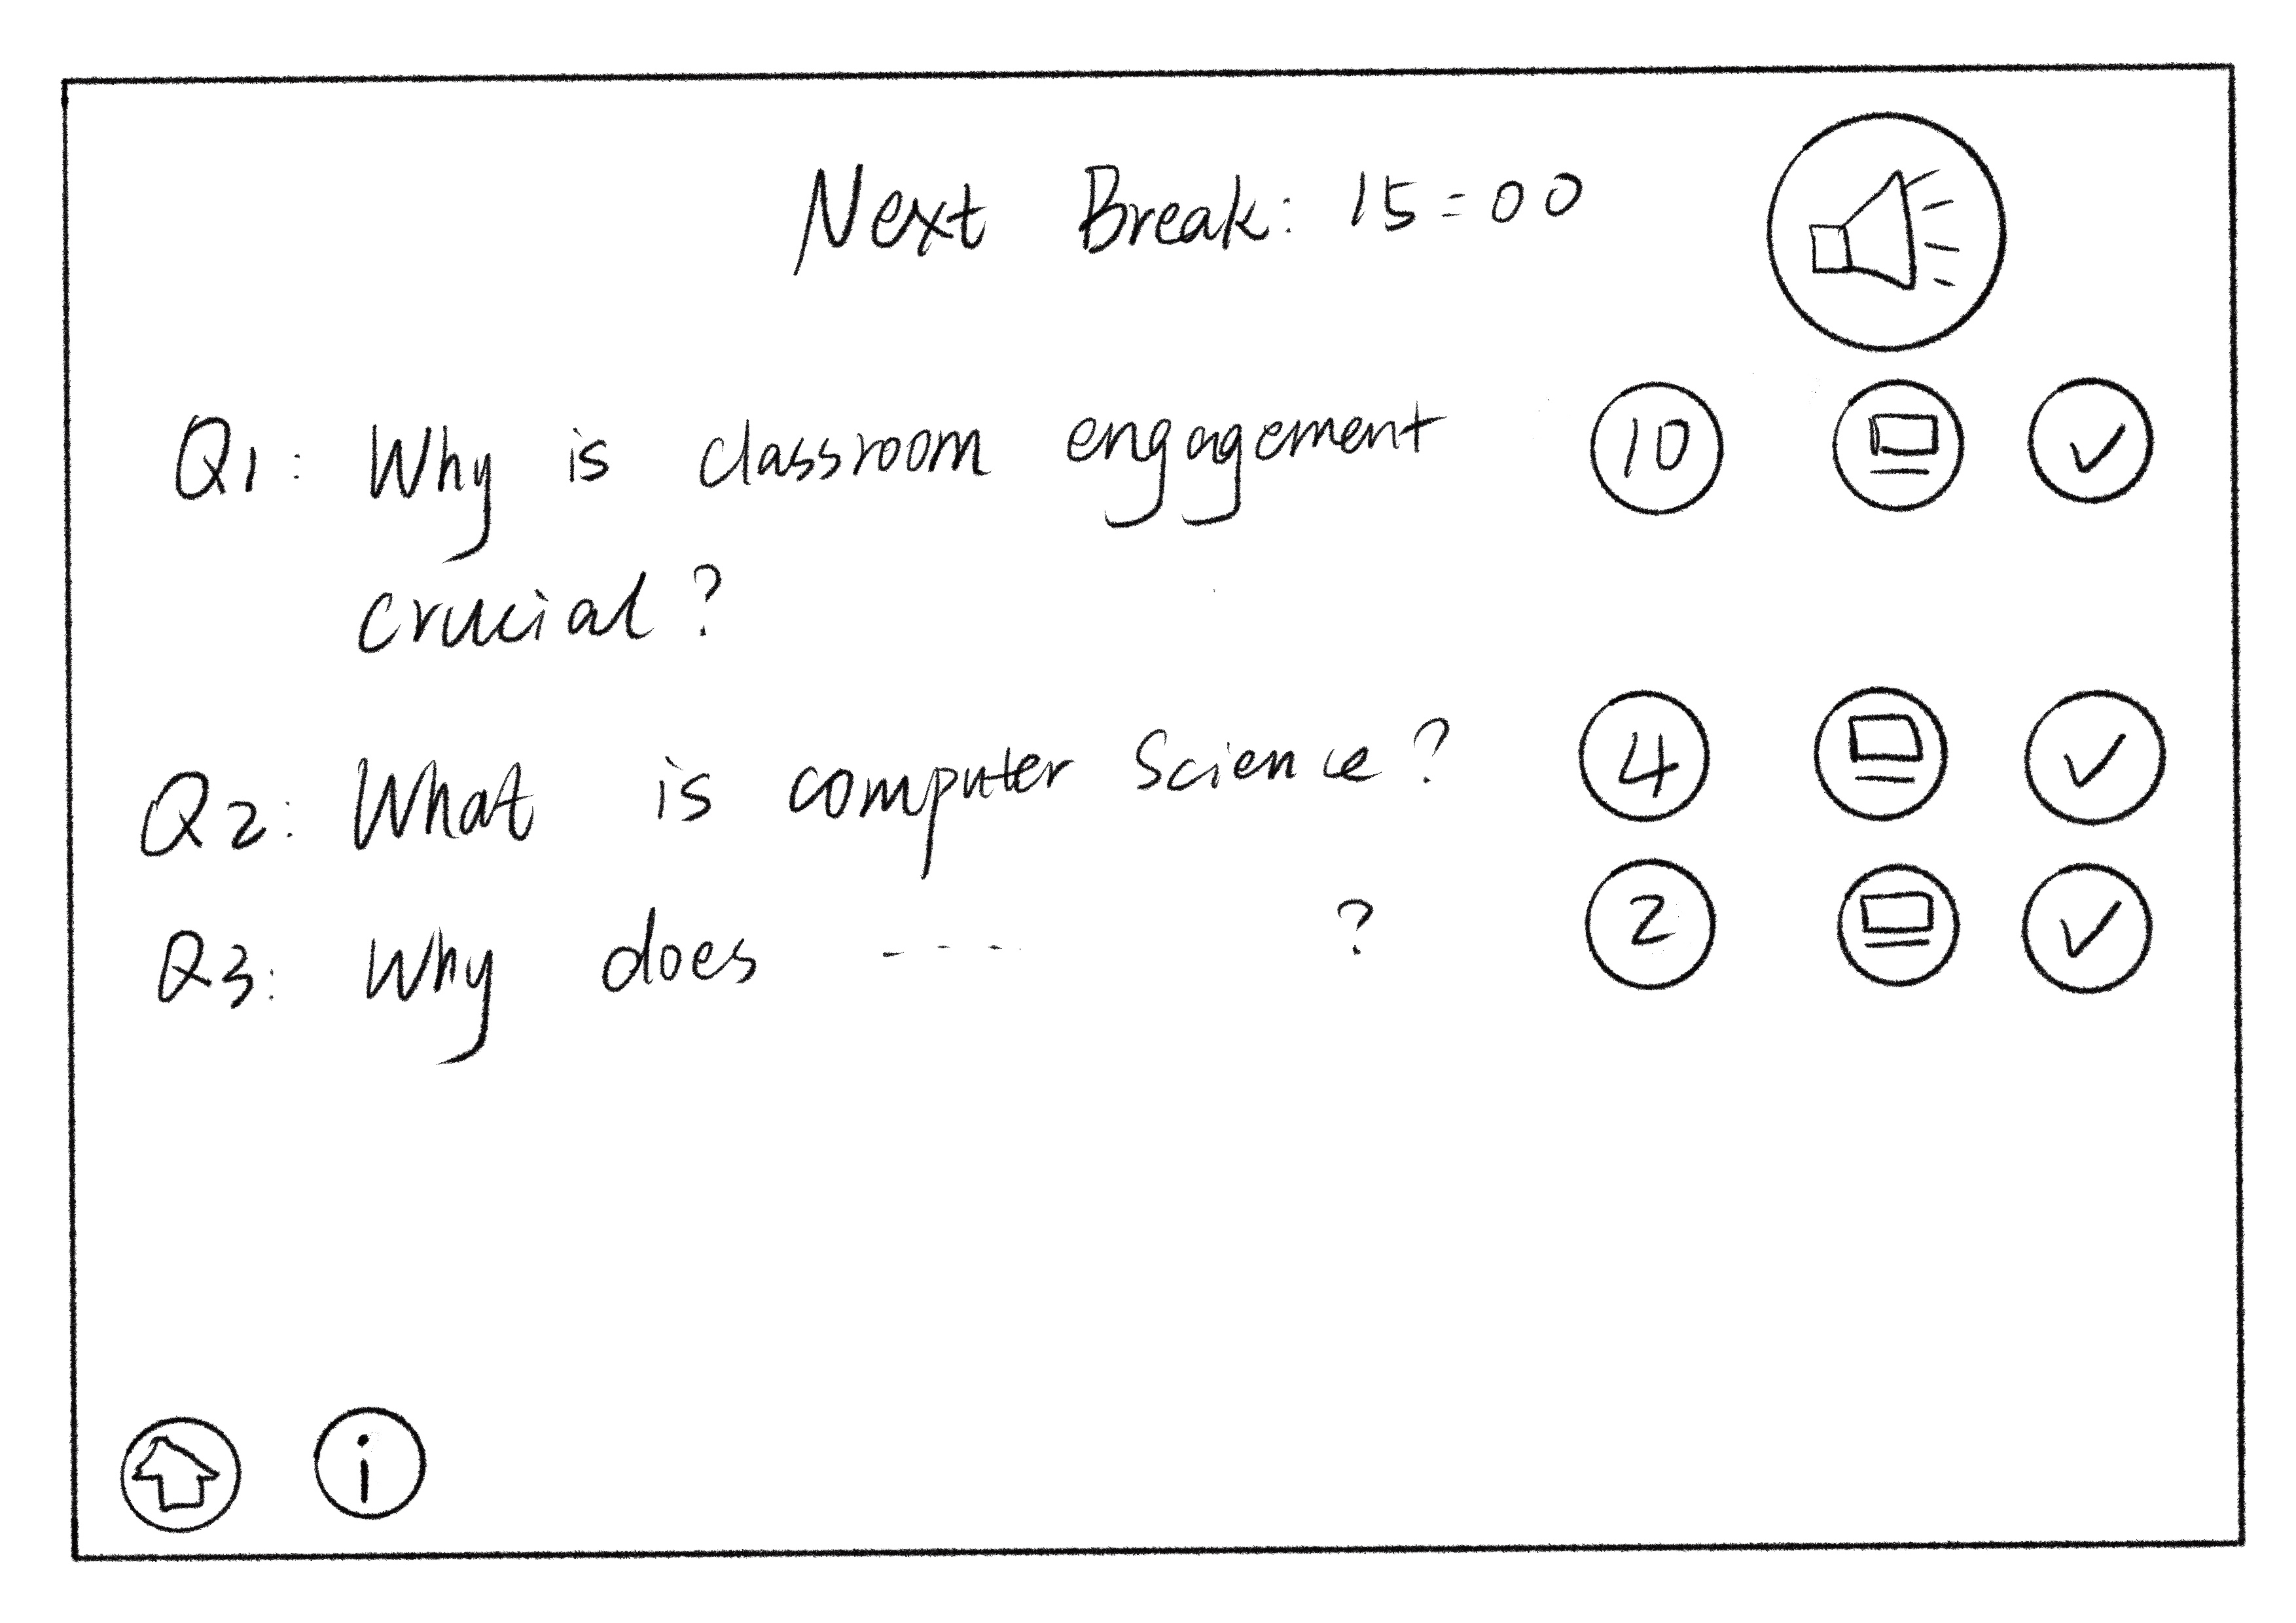 Next Break: 15:00
Q1: Why is classroom engagement 10
crucial?
Q2: What is computer Science? 4
Q3: Why does ---- ? 2
i